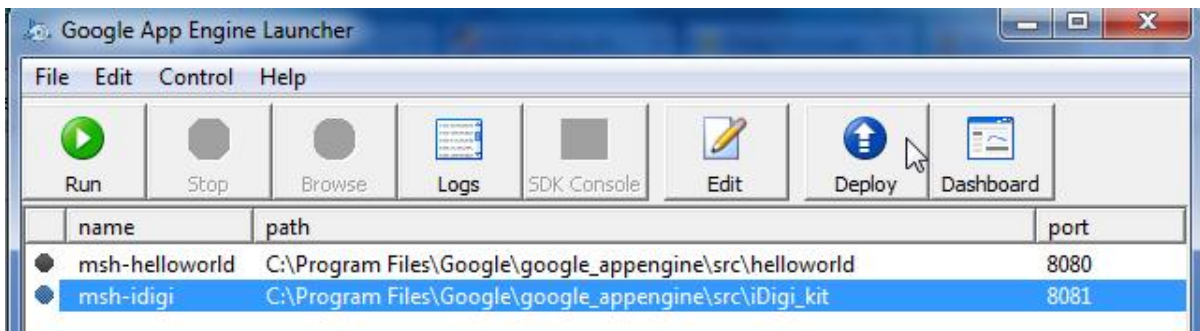 Google App Engine Launcher
File Edit Control Help
Run Stop Browse Logs SDK Console Edit Deploy Dashboard
name path port
msh-helloworld C:\Program Files\Google\google_appengine\src\helloworld 8080
msh-idigi C:\Program Files\Google\google_appengine\src\iDigi_kit 8081